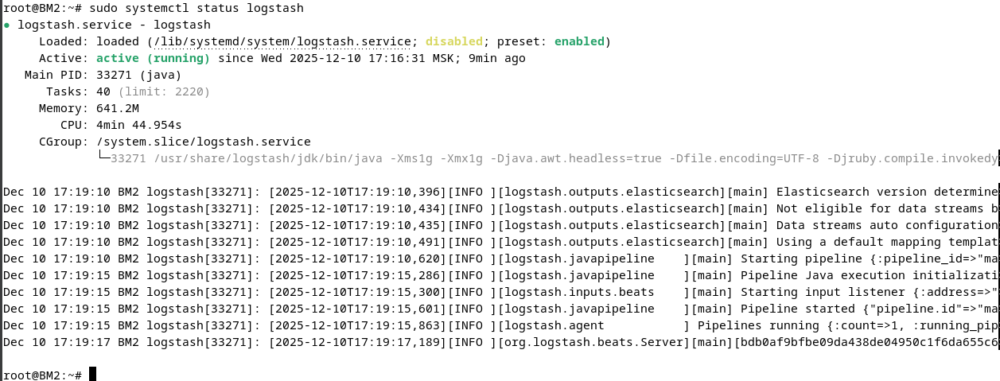 root@BM2:~# sudo systemctl status logstash
● logstash.service - logstash
     Loaded: loaded (/lib/systemd/system/logstash.service; disabled; preset: enabled)
     Active: active (running) since Wed 2025-12-10 17:16:31 MSK; 9min ago
   Main PID: 33271 (java)
      Tasks: 40 (limit: 2220)
     Memory: 641.2M
        CPU: 4min 44.954s
     CGroup: /system.slice/logstash.service
             └─33271 /usr/share/logstash/jdk/bin/java -Xms1g -Xmx1g -Djava.awt.headless=true -Dfile.encoding=UTF-8 -Djruby.compile.invokedy
Dec 10 17:19:10 BM2 logstash[33271]: [2025-12-10T17:19:10,396][INFO ][logstash.outputs.elasticsearch][main] Elasticsearch version determine
Dec 10 17:19:10 BM2 logstash[33271]: [2025-12-10T17:19:10,434][INFO ][logstash.outputs.elasticsearch][main] Not eligible for data streams b
Dec 10 17:19:10 BM2 logstash[33271]: [2025-12-10T17:19:10,435][INFO ][logstash.outputs.elasticsearch][main] Data streams auto configuration
Dec 10 17:19:10 BM2 logstash[33271]: [2025-12-10T17:19:10,491][INFO ][logstash.outputs.elasticsearch][main] Using a default mapping templat
Dec 10 17:19:10 BM2 logstash[33271]: [2025-12-10T17:19:10,620][INFO ][logstash.javapipeline    ][main] Starting pipeline {:pipeline_id=>"ma
Dec 10 17:19:15 BM2 logstash[33271]: [2025-12-10T17:19:15,286][INFO ][logstash.javapipeline    ][main] Pipeline Java execution initializati
Dec 10 17:19:15 BM2 logstash[33271]: [2025-12-10T17:19:15,300][INFO ][logstash.inputs.beats    ][main] Starting input listener {:address=>"
Dec 10 17:19:15 BM2 logstash[33271]: [2025-12-10T17:19:15,601][INFO ][logstash.javapipeline    ][main] Pipeline started {"pipeline.id"=>"ma
Dec 10 17:19:15 BM2 logstash[33271]: [2025-12-10T17:19:15,863][INFO ][logstash.agent           ] Pipelines running {:count=>1, :running_pip
Dec 10 17:19:17 BM2 logstash[33271]: [2025-12-10T17:19:17,189][INFO ][org.logstash.beats.Server][main][bdb0af9bfbe09da438de04950c1f6da655c6
root@BM2:~#